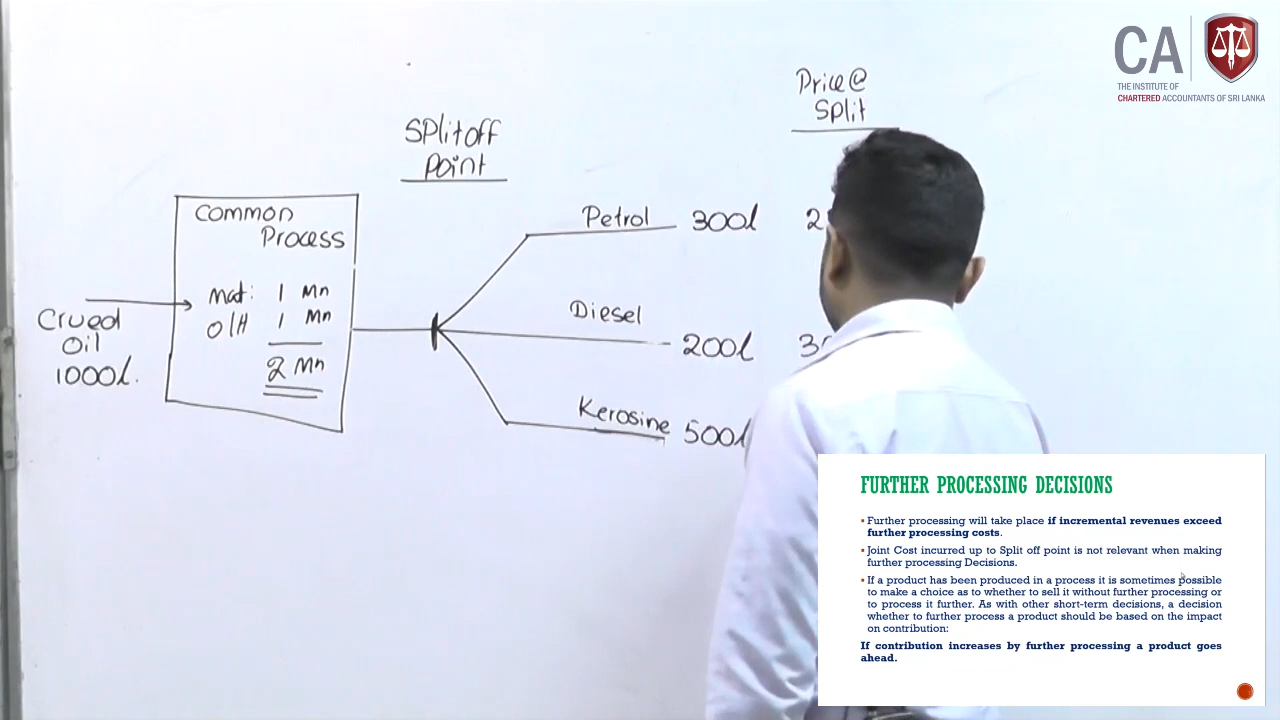 CA
THE INSTITUTE OF
CHARTERED ACCOUNTANTS OF SRI LANKA
Price@
Split
SPlitoff
Point
Common
Process
Mat: 1 Mn
O/H 1 Mn
2 Mn
Crued
Oil
1000l.
Petrol 300l 2
Diesel 200l 3
Kerosine 500l
FURTHER PROCESSING DECISIONS
Further processing will take place if incremental revenues exceed
further processing costs.
Joint Cost incurred up to Split off point is not relevant when making
further processing Decisions.
If a product has been produced in a process it is sometimes possible
to make a choice as to whether to sell it without further processing or
to process it further. As with other short-term decisions, a decision
whether to further process a product should be based on the impact
on contribution:
If contribution increases by further processing a product goes
ahead.